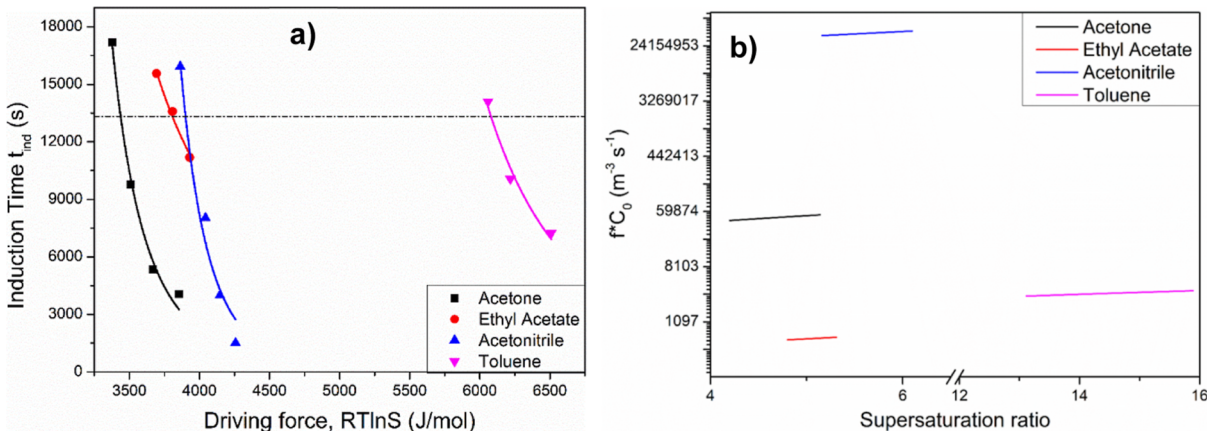 a)
18000
15000
12000
9000
6000
3000
0
Induction Time t_ind (s)
3500 4000 4500 5000 5500 6000 6500
Driving force, RTlnS (J/mol)
Acetone
Ethyl Acetate
Acetonitrile
Toluene
b)
24154953
3269017
442413
59874
8103
1097
f*C_0 (m^-3 s^-1)
4 6 12 14 16
Supersaturation ratio
Acetone
Ethyl Acetate
Acetonitrile
Toluene